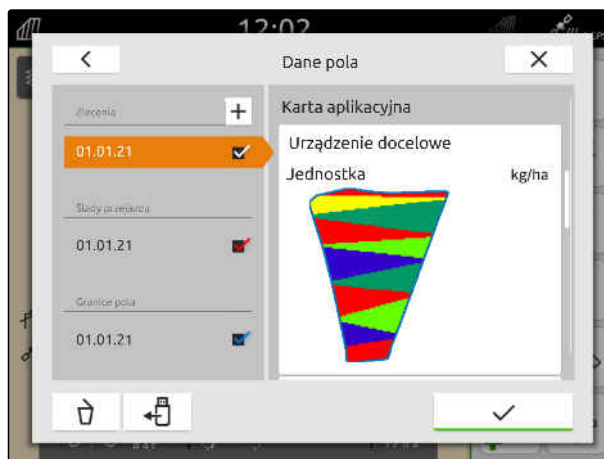 12:02
Dane pola
Zlecenia
01.01.21
Ślady przejazdu
01.01.21
Granice pola
01.01.21
Karta aplikacyjna
Urządzenie docelowe
Jednostka kg/ha